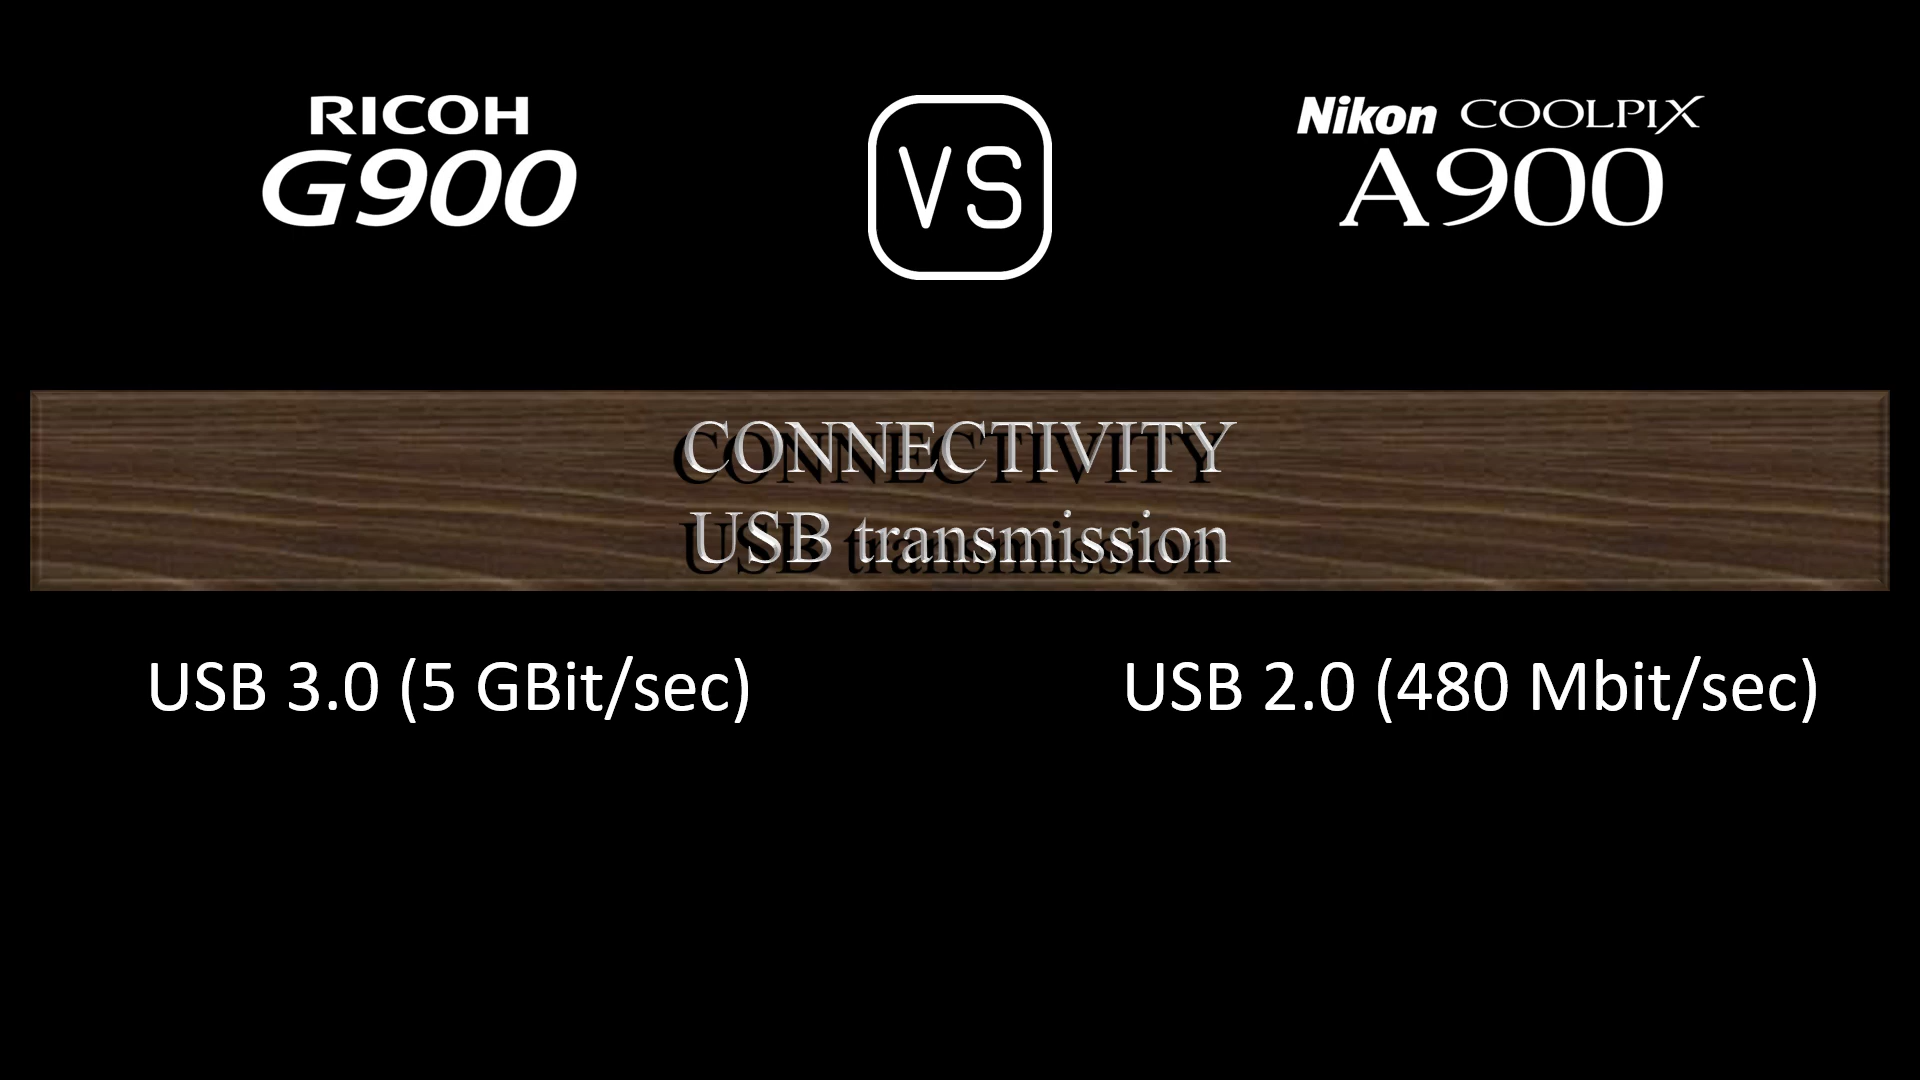 RICOH
G900
VS
Nikon COOLPIX
A900
CONNECTIVITY
USB transmission
USB 3.0 (5 GBit/sec)
USB 2.0 (480 Mbit/sec)